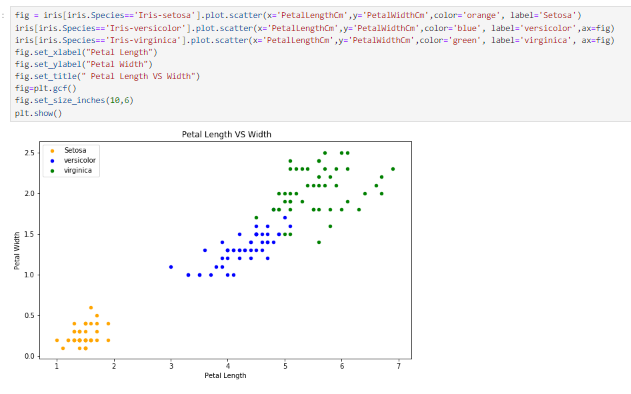 fig = iris[iris.Species=='Iris-setosa'].plot.scatter(x='PetalLengthCm',y='PetalWidthCm',color='orange', label='Setosa')
iris[iris.Species=='Iris-versicolor'].plot.scatter(x='PetalLengthCm',y='PetalWidthCm',color='blue', label='versicolor',ax=fig)
iris[iris.Species=='Iris-virginica'].plot.scatter(x='PetalLengthCm',y='PetalWidthCm',color='green', label='virginica', ax=fig)
fig.set_xlabel("Petal Length")
fig.set_ylabel("Petal Width")
fig.set_title(" Petal Length VS Width")
fig=plt.gcf()
fig.set_size_inches(10,6)
plt.show()
Petal Length VS Width
Setosa
versicolor
virginica
2.5
2.0
1.5
1.0
0.5
0.0
Petal Width
1 2 3 4 5 6 7
Petal Length